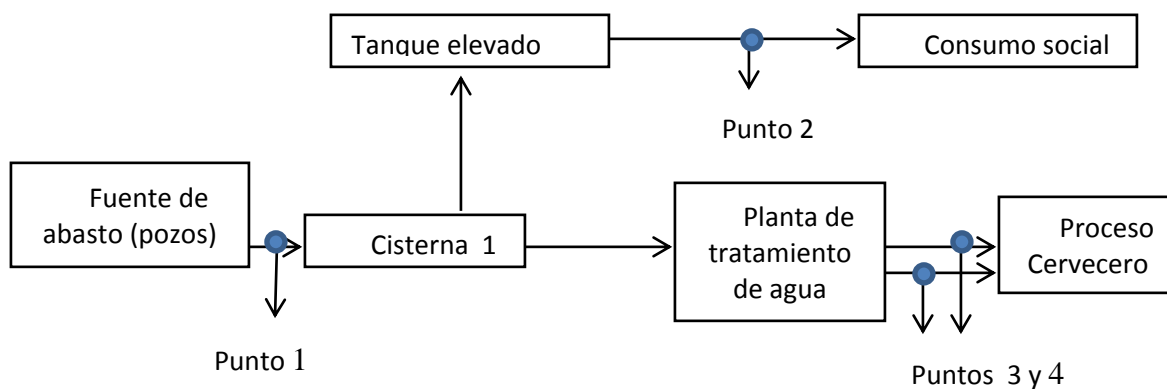 Tanque elevado
Consumo social
Punto 2
Fuente de
abasto (pozos)
Cisterna 1
Planta de
tratamiento
de agua
Proceso
Cervecero
Punto 1
Puntos 3 y 4